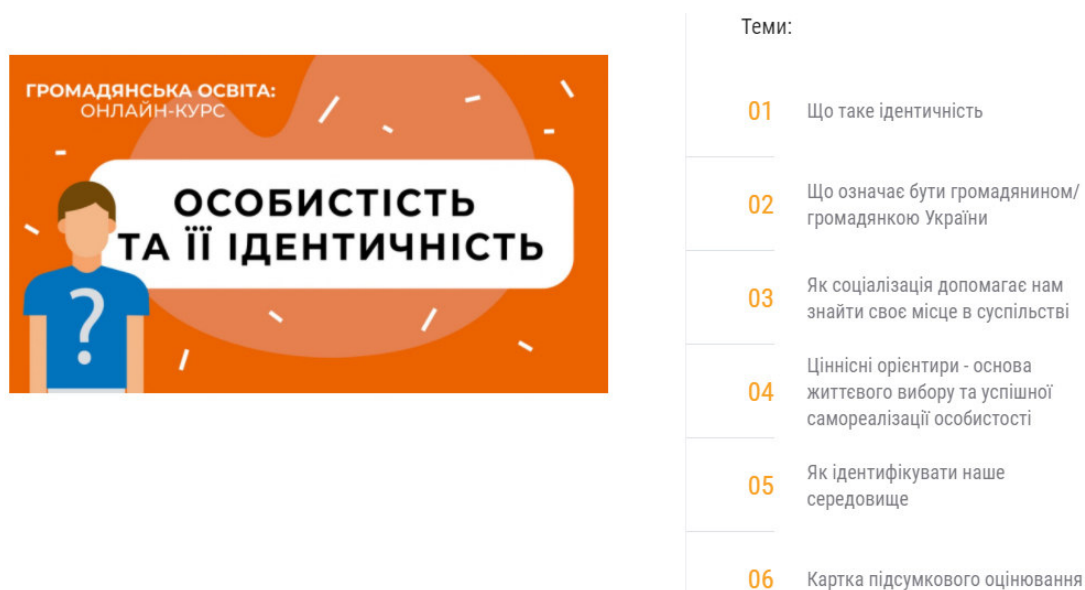 ГРОМАДЯНСЬКА ОСВІТА:
ОНЛАЙН-КУРС
ОСОБИСТІСТЬ
ТА ЇЇ ІДЕНТИЧНІСТЬ
?
Теми:
01 Що таке ідентичність
02 Що означає бути громадянином/
громадянкою України
03 Як соціалізація допомагає нам
знайти своє місце в суспільстві
04 Ціннісні орієнтири - основа
життєвого вибору та успішної
самореалізації особистості
05 Як ідентифікувати наше
середовище
06 Картка підсумкового оцінювання